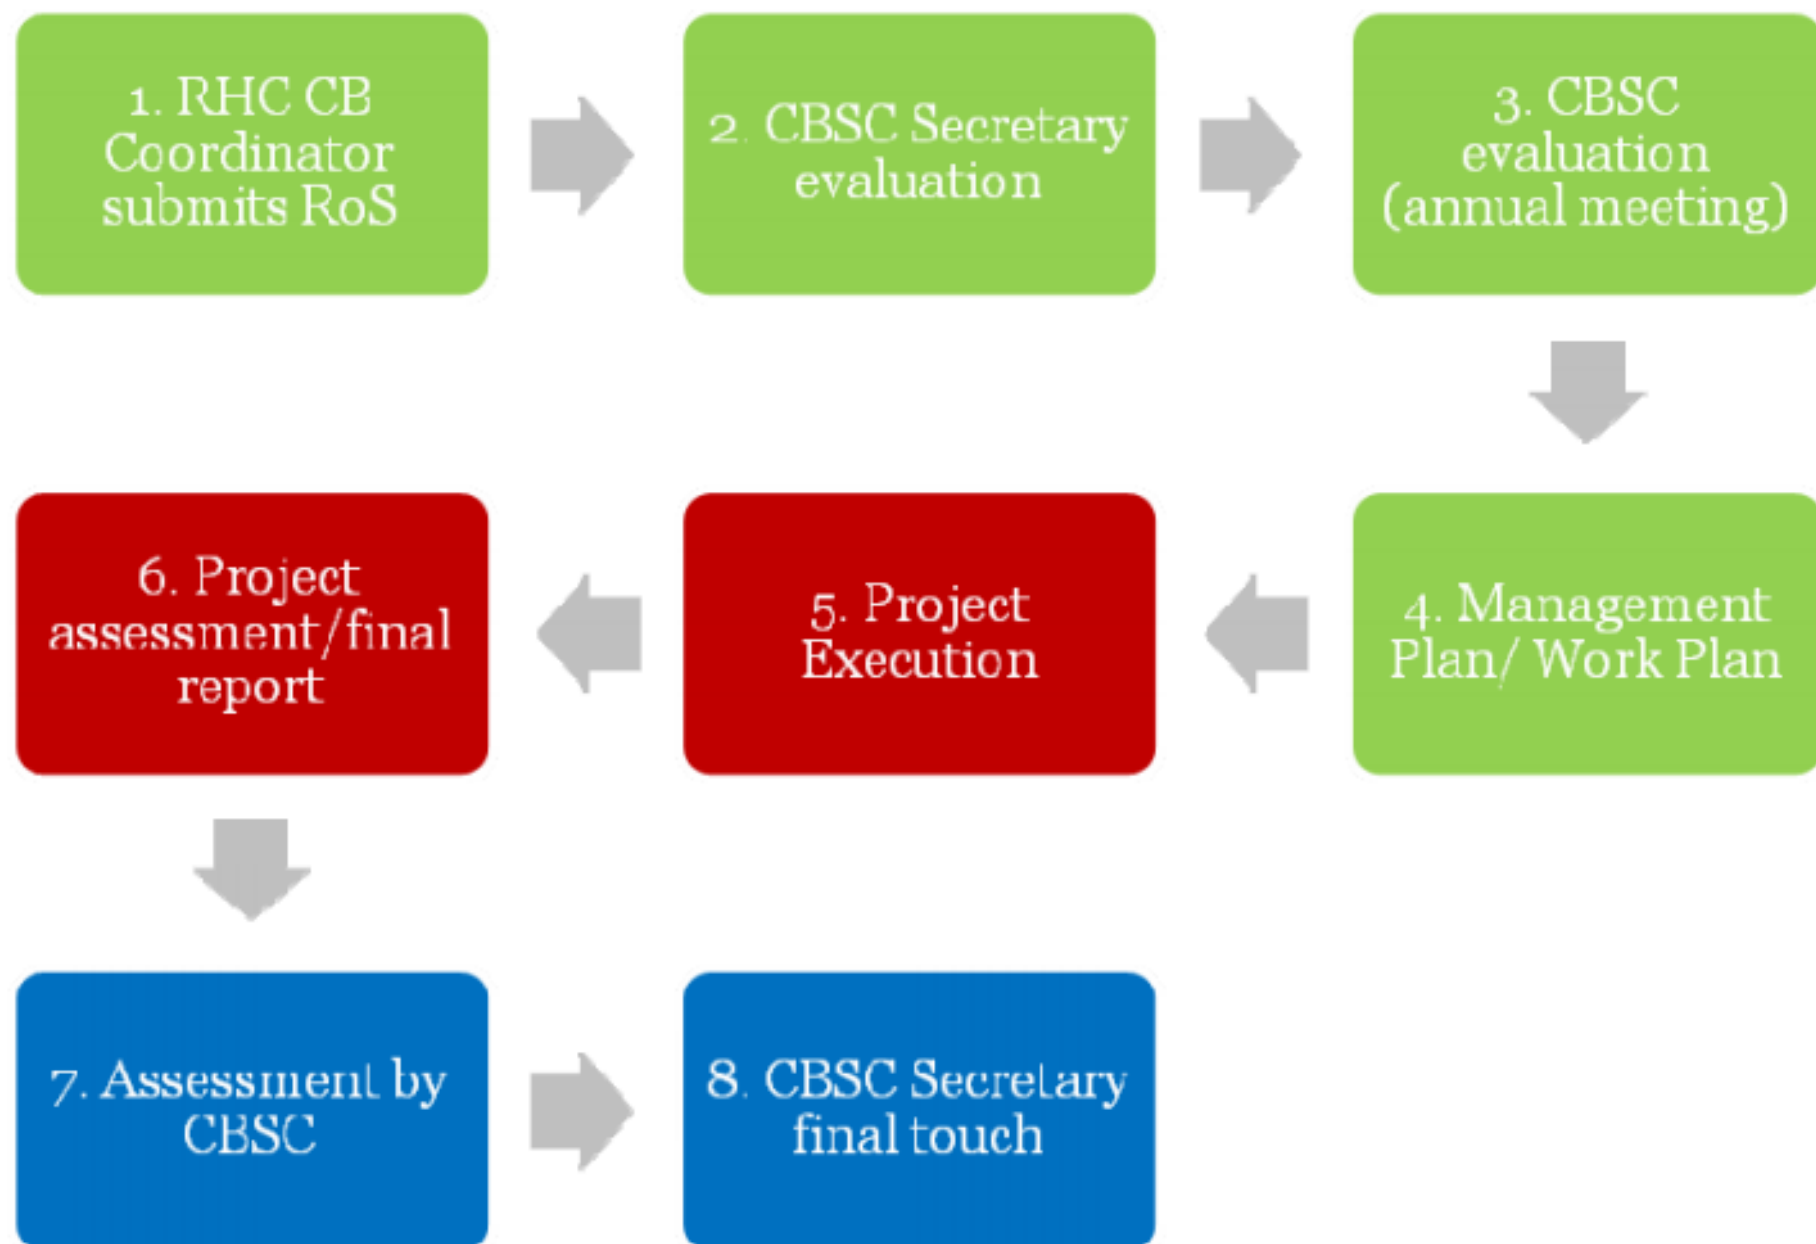 1. RHC CB
Coordinator
submits RoS
2. CBSC Secretary
evaluation
3. CBSC
evaluation
(annual meeting)
4. Management
Plan/ Work Plan
5. Project
Execution
6. Project
assessment/final
report
7. Assessment by
CBSC
8. CBSC Secretary
final touch